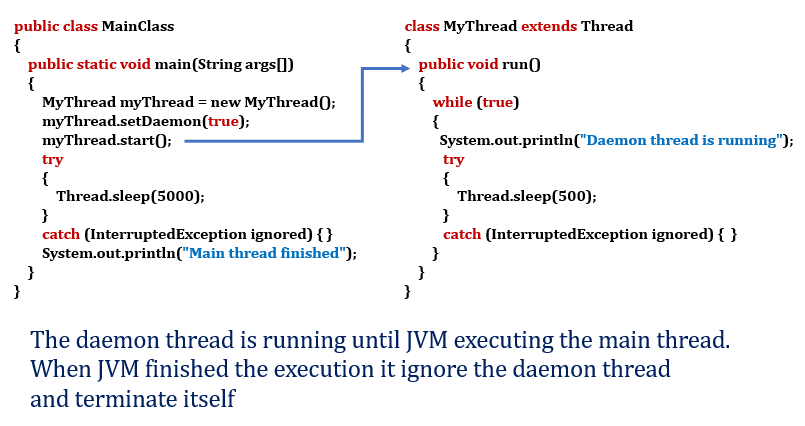 public class MainClass
{
public static void main(String args[])
{
MyThread myThread = new MyThread();
myThread.setDaemon(true);
myThread.start();
try
{
Thread.sleep(5000);
}
catch (InterruptedException ignored) { }
System.out.println("Main thread finished");
}
}
class MyThread extends Thread
{
public void run()
{
while (true)
{
System.out.println("Daemon thread is running");
try
{
Thread.sleep(500);
}
catch (InterruptedException ignored) { }
}
}
}
The daemon thread is running until JVM executing the main thread.
When JVM finished the execution it ignore the daemon thread
and terminate itself